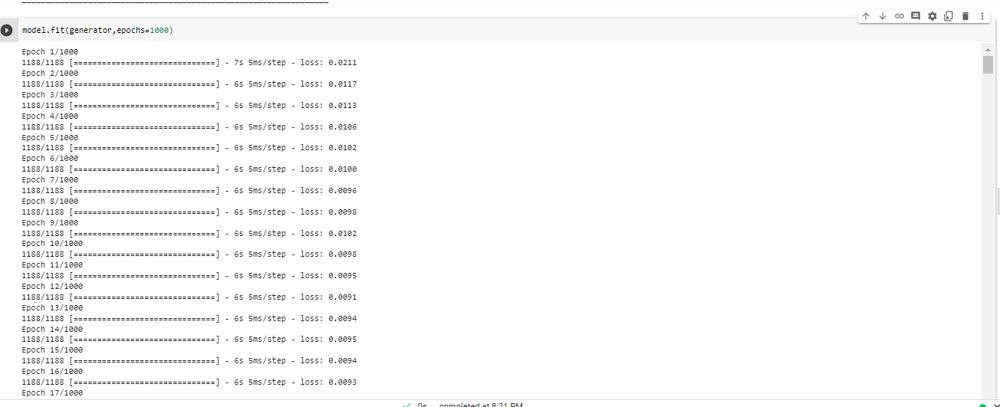 model.fit(generator,epochs=1000)
Epoch 1/1000
1188/1188 [==============================] - 7s 5ms/step - loss: 0.0211
Epoch 2/1000
1188/1188 [==============================] - 6s 5ms/step - loss: 0.0117
Epoch 3/1000
1188/1188 [==============================] - 6s 5ms/step - loss: 0.0113
Epoch 4/1000
1188/1188 [==============================] - 6s 5ms/step - loss: 0.0106
Epoch 5/1000
1188/1188 [==============================] - 6s 5ms/step - loss: 0.0102
Epoch 6/1000
1188/1188 [==============================] - 6s 5ms/step - loss: 0.0100
Epoch 7/1000
1188/1188 [==============================] - 6s 5ms/step - loss: 0.0096
Epoch 8/1000
1188/1188 [==============================] - 6s 5ms/step - loss: 0.0098
Epoch 9/1000
1188/1188 [==============================] - 6s 5ms/step - loss: 0.0102
Epoch 10/1000
1188/1188 [==============================] - 6s 5ms/step - loss: 0.0098
Epoch 11/1000
1188/1188 [==============================] - 6s 5ms/step - loss: 0.0095
Epoch 12/1000
1188/1188 [==============================] - 6s 5ms/step - loss: 0.0091
Epoch 13/1000
1188/1188 [==============================] - 6s 5ms/step - loss: 0.0094
Epoch 14/1000
1188/1188 [==============================] - 6s 5ms/step - loss: 0.0095
Epoch 15/1000
1188/1188 [==============================] - 6s 5ms/step - loss: 0.0094
Epoch 16/1000
1188/1188 [==============================] - 6s 5ms/step - loss: 0.0093
Epoch 17/1000
0s completed at 8:21 PM